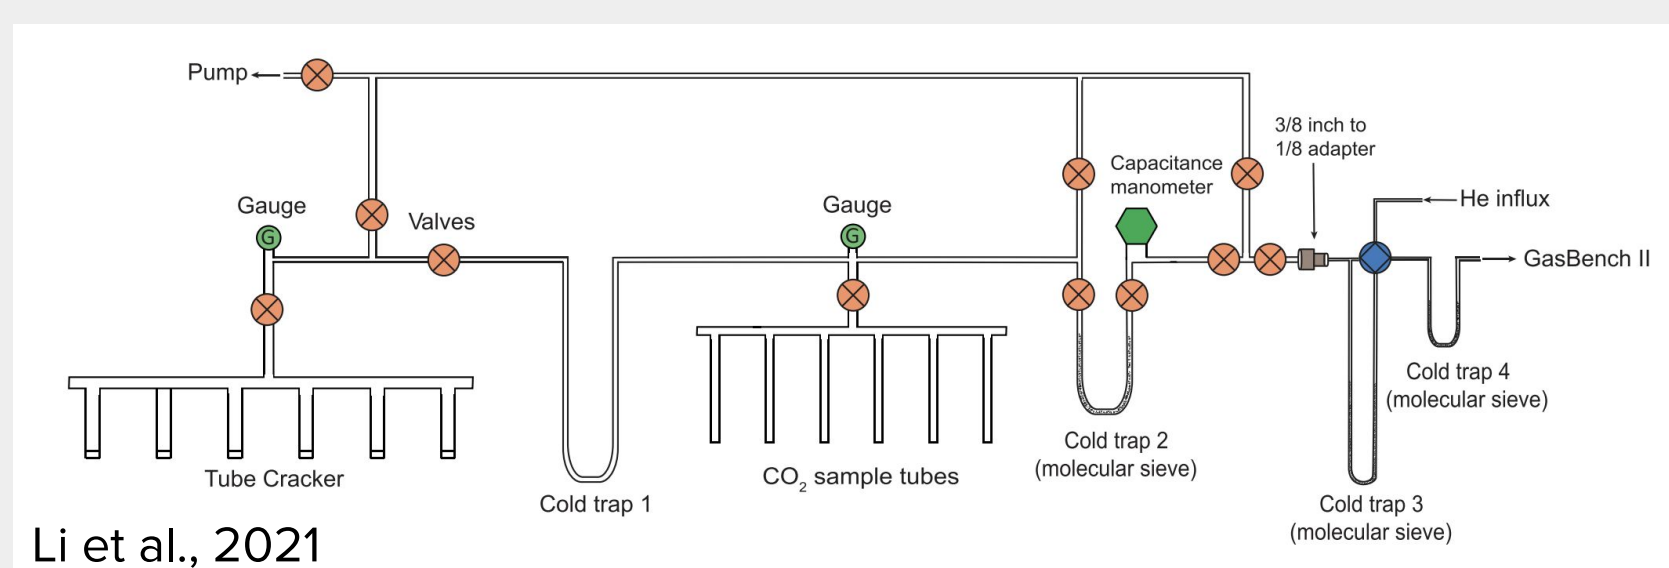 Pump
3/8 inch to
1/8 adapter
Capacitance
manometer
Gauge
Valves
Gauge
He influx
G
G
GasBench II
Cold trap 4
(molecular sieve)
Cold trap 2
(molecular sieve)
Tube Cracker
CO₂ sample tubes
Cold trap 1
Cold trap 3
(molecular sieve)
Li et al., 2021